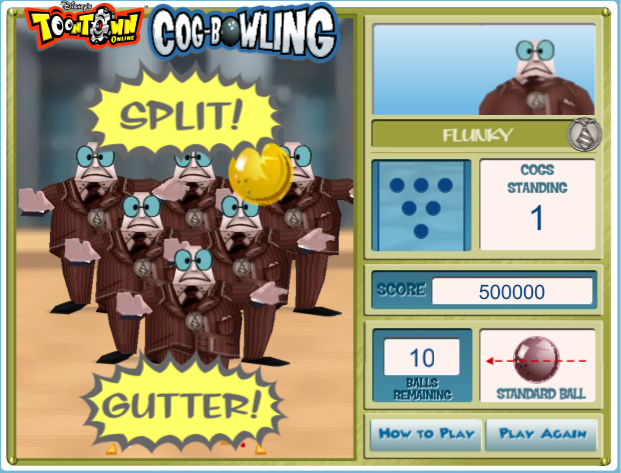 Disney's
TOONTOWN
ONLINE
COG-BOWLING
SPLIT!
GUTTER!
FLUNKY
COGS
STANDING
1
SCORE 500000
10
BALLS
REMAINING
STANDARD BALL
HOW TO PLAY
PLAY AGAIN